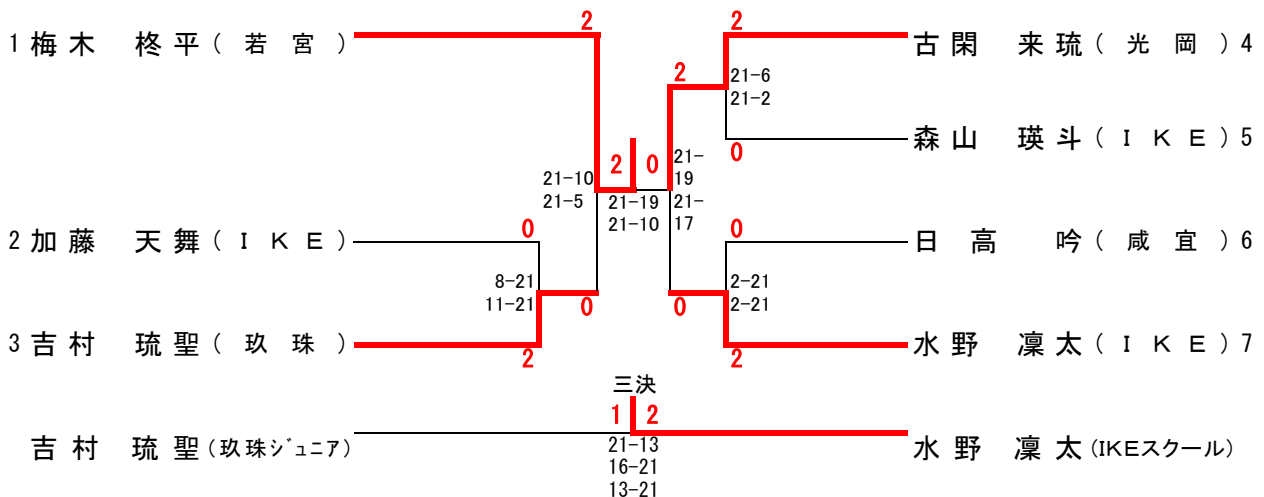 2 2
1 梅木 柊平 ( 若宮 ) 古閑 来琉 ( 光岡 ) 4
2 21-6
21-2
森山 瑛斗 ( ＩＫＥ ) 5
0
2 0
21-10 21-19 21-
21-5 21-10 19
21-
17
0 0
2 加藤 天舞 ( ＩＫＥ ) 日高 吟 ( 咸宜 ) 6
8-21 2-21
11-21 2-21
0 0
3 吉村 琉聖 ( 玖珠 ) 水野 凜太 ( ＩＫＥ ) 7
2 2
三決
1 2
吉村 琉聖 (玖珠ｼﾞｭﾆｱ) 水野 凜太 (IKEスクール)
21-13
16-21
13-21